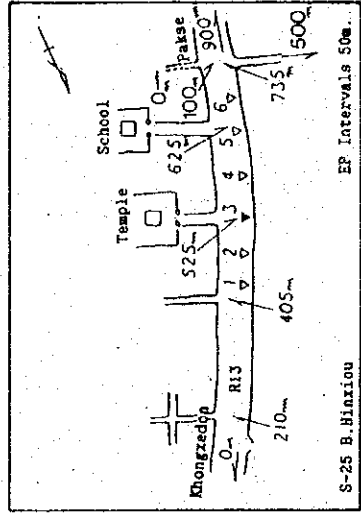 School
Temple
0m
Pakse
100m
900m
625m
525m
1 2 3 4 5 6
735m
500m
405m
Khongxedon
R13
0m
210m
S-25 B.Hinxiou
EP Intervals 50m.